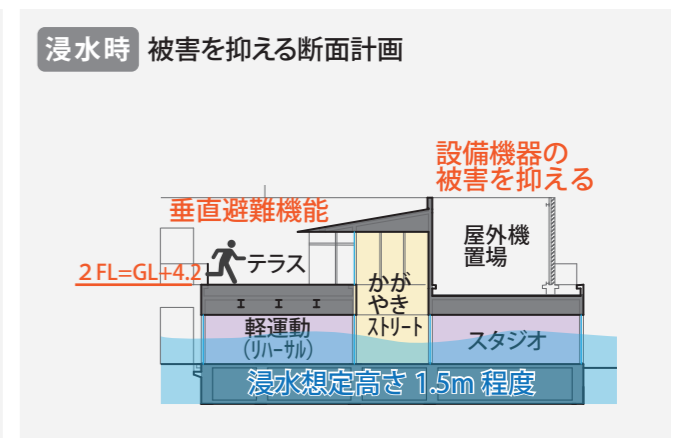 浸水時 被害を抑える断面計画
設備機器の
被害を抑える
垂直避難機能
屋外機
置場
テラス
2FL=GL+4.2
かが
やき
ストリート
軽運動
(リハーサル)
スタジオ
浸水想定高さ 1.5m 程度